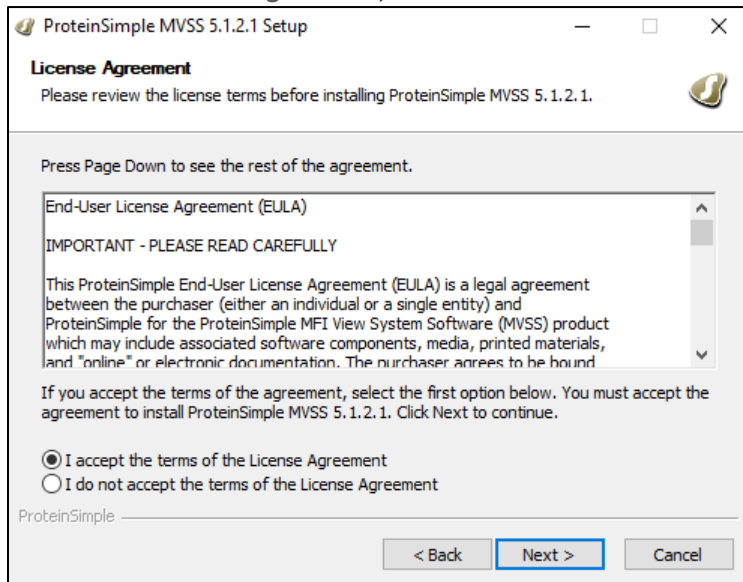 ProteinSimple MVSS 5.1.2.1 Setup
License Agreement
Please review the license terms before installing ProteinSimple MVSS 5.1.2.1.
Press Page Down to see the rest of the agreement.
End-User License Agreement (EULA)
IMPORTANT - PLEASE READ CAREFULLY
This ProteinSimple End-User License Agreement (EULA) is a legal agreement
between the purchaser (either an individual or a single entity) and
ProteinSimple for the ProteinSimple MFI View System Software (MVSS) product
which may include associated software components, media, printed materials,
and "online" or electronic documentation. The purchaser agrees to be bound
If you accept the terms of the agreement, select the first option below. You must accept the
agreement to install ProteinSimple MVSS 5.1.2.1. Click Next to continue.
I accept the terms of the License Agreement
I do not accept the terms of the License Agreement
ProteinSimple
< Back Next > Cancel